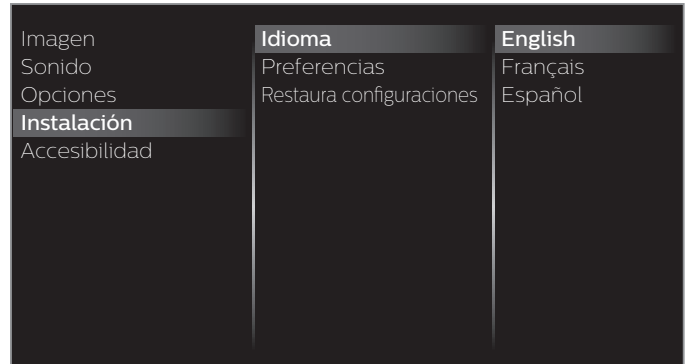 Imagen
Sonido
Opciones
Instalación
Accesibilidad
Idioma
Preferencias
Restaura configuraciones
English
Français
Español